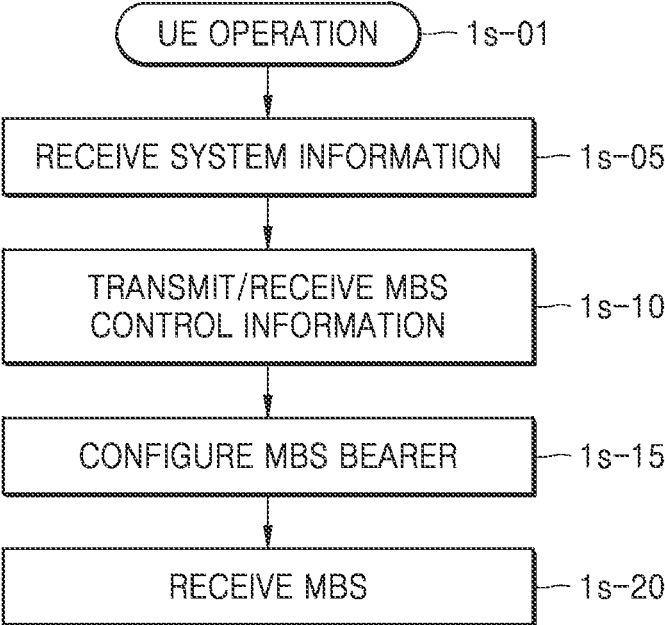 UE OPERATION 1s-01
RECEIVE SYSTEM INFORMATION 1s-05
TRANSMIT/RECEIVE MBS
CONTROL INFORMATION 1s-10
CONFIGURE MBS BEARER 1s-15
RECEIVE MBS 1s-20